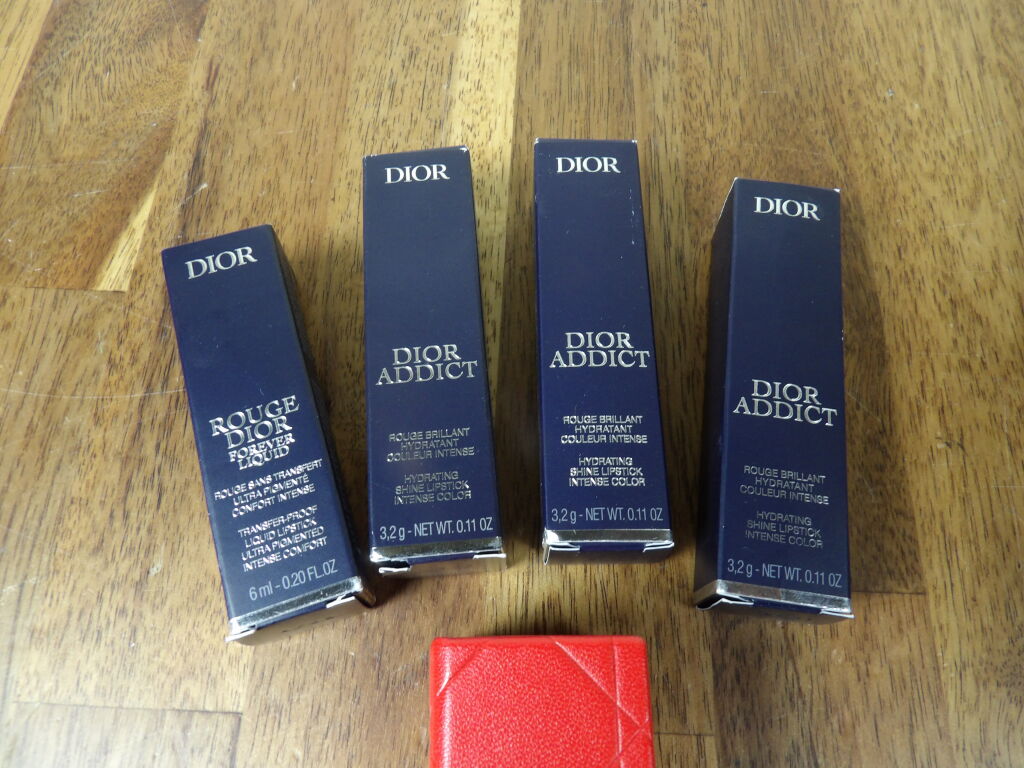 DIOR
ROUGE
DIOR
FOREVER
LIQUID
ROUGE SANS TRANSFERT
ULTRA PIGMENTÉ
CONFORT INTENSE
TRANSFER-PROOF
LIQUID LIPSTICK
ULTRA PIGMENTED
INTENSE COMFORT
6 ml - 0.20 FL.OZ
DIOR
DIOR
ADDICT
ROUGE BRILLANT
HYDRATANT
COULEUR INTENSE
HYDRATING
SHINE LIPSTICK
INTENSE COLOR
3,2 g - NET WT. 0.11 OZ
DIOR
DIOR
ADDICT
ROUGE BRILLANT
HYDRATANT
COULEUR INTENSE
HYDRATING
SHINE LIPSTICK
INTENSE COLOR
3,2 g - NET WT. 0.11 OZ
DIOR
DIOR
ADDICT
ROUGE BRILLANT
HYDRATANT
COULEUR INTENSE
HYDRATING
SHINE LIPSTICK
INTENSE COLOR
3,2 g - NET WT. 0.11 OZ